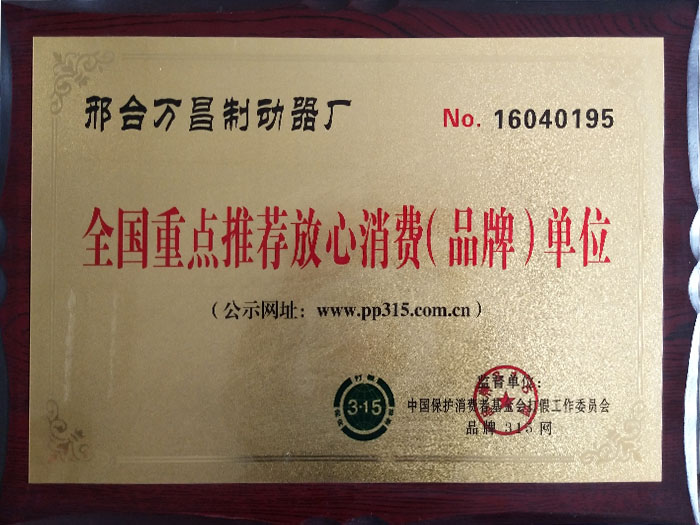 邢台万昌制动器厂
No. 16040195
全国重点推荐放心消费(品牌)单位
(公示网址：www.pp315.com.cn)
3·15
监督单位：
中国保护消费者基金会打假工作委员会
品牌315网